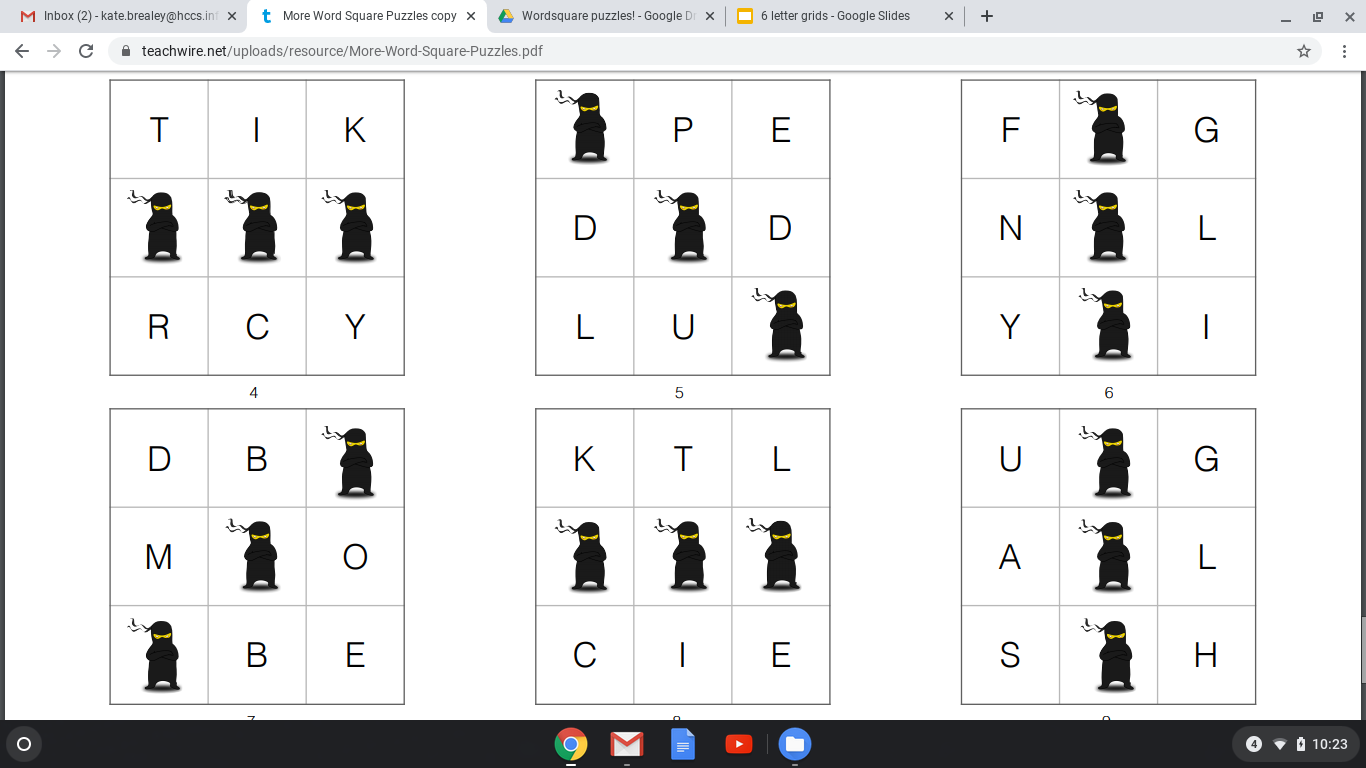 Inbox (2) - kate.brealey@hccs.in
More Word Square Puzzles copy
Wordsquare puzzles! - Google D
6 letter grids - Google Slides
teachwire.net/uploads/resource/More-Word-Square-Puzzles.pdf
T I K P E F G
D D N L
R C Y L U Y I
4 5 6
D B K T L U G
M O A L
B E C I E S H
4 10:23